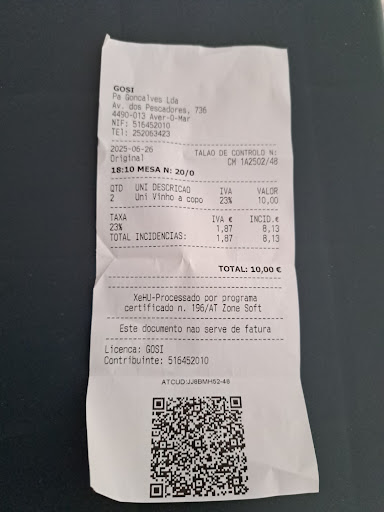 GOSI
Pa Goncalves Lda
Av. dos Pescadores, 736
4490-013 Aver-O-Mar
NIF: 516452010
Tel: 252063423
2025-06-26 TALAO DE CONTROLO N:
Original CM 1A2502/48
18:10 MESA N: 20/0
QTD UNI DESCRICAO IVA VALOR
2 Uni Vinho a copo 23% 10,00
TAXA IVA € INCID.€
23% 1,87 8,13
TOTAL INCIDENCIAS: 1,87 8,13
TOTAL: 10,00 €
XeHU-Processado por programa
certificado n. 196/AT Zone Soft
Este documento nao serve de fatura
Licenca: GOSI
Contribuinte: 516452010
ATCUD:JJ8BMH52-48